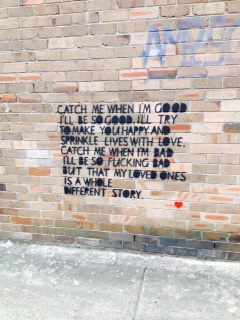 CATCH ME WHEN I'M GOOD
I'LL BE SO GOOD. I'LL TRY
TO MAKE YOU HAPPY AND
SPRINKLE LIVES WITH LOVE.
CATCH ME WHEN I'M BAD
I'LL BE SO FUCKING BAD
BUT THAT MY LOVED ONES
IS A WHOLE
DIFFERENT STORY.